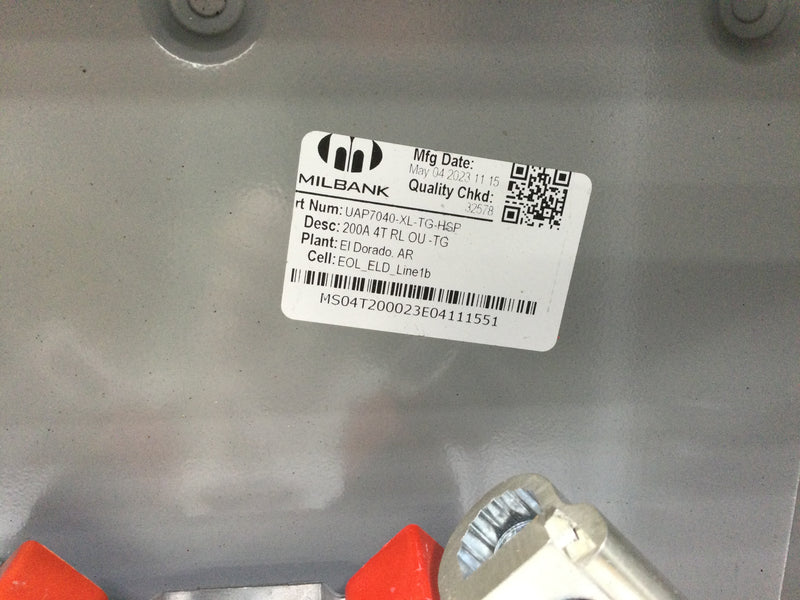 MILBANK
Mfg Date:
May 04 2023 11 15
Quality Chkd:
32578
rt Num: UAP7040-XL-TG-HSP
Desc: 200A 4T RL OU -TG
Plant: El Dorado, AR
Cell: EOL_ELD_Line1b
MS04T200023E04111551